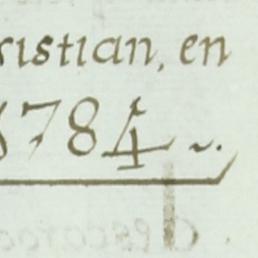 ristian, en
1784 ~.